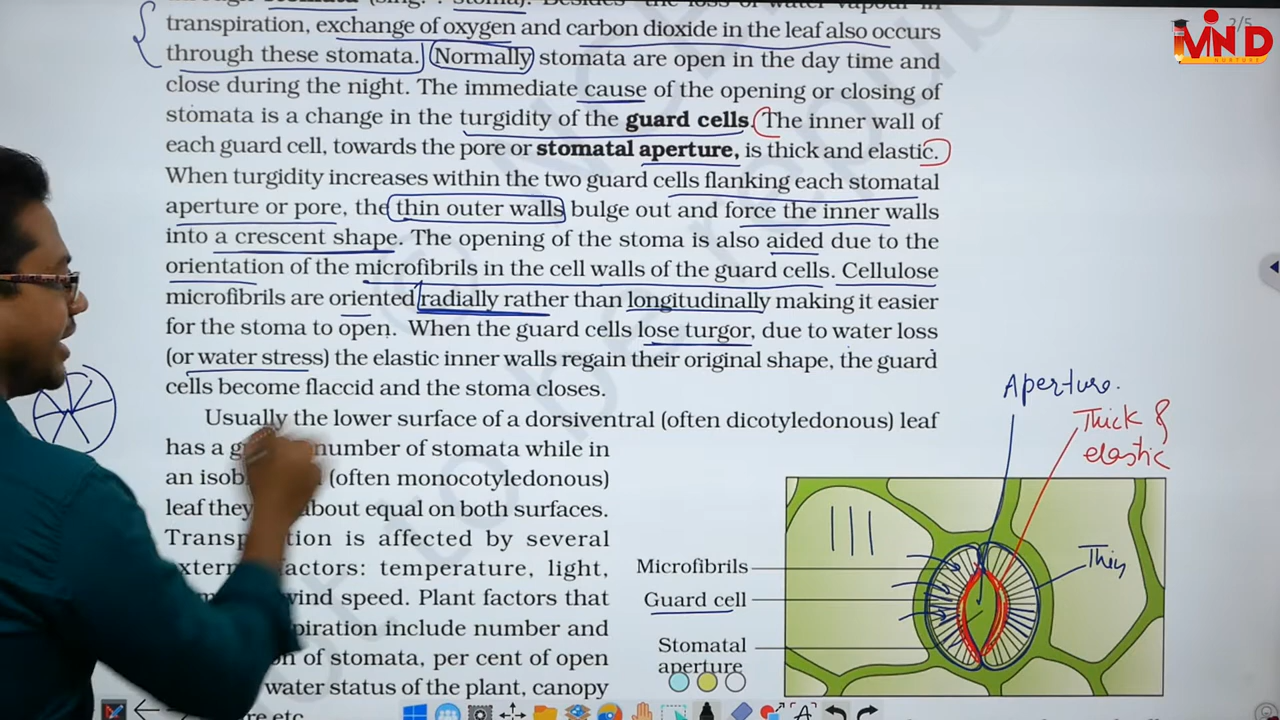 transpiration, exchange of oxygen and carbon dioxide in the leaf also occurs
through these stomata. Normally stomata are open in the day time and
close during the night. The immediate cause of the opening or closing of
stomata is a change in the turgidity of the guard cells. The inner wall of
each guard cell, towards the pore or stomatal aperture, is thick and elastic.
When turgidity increases within the two guard cells flanking each stomatal
aperture or pore, the thin outer walls bulge out and force the inner walls
into a crescent shape. The opening of the stoma is also aided due to the
orientation of the microfibrils in the cell walls of the guard cells. Cellulose
microfibrils are oriented radially rather than longitudinally making it easier
for the stoma to open. When the guard cells lose turgor, due to water loss
(or water stress) the elastic inner walls regain their original shape, the guard
cells become flaccid and the stoma closes.
Usually the lower surface of a dorsiventral (often dicotyledonous) leaf
has a number of stomata while in
an (often monocotyledonous)
leaf they about equal on both surfaces.
is affected by several
factors: temperature, light,
wind speed. Plant factors that
include number and
of stomata, per cent of open
water status of the plant, canopy
etc.
Aperture.
Thick &
elastic
Thin
Microfibrils
Guard cell
Stomatal
aperture
MIND
NURTURE
2/5